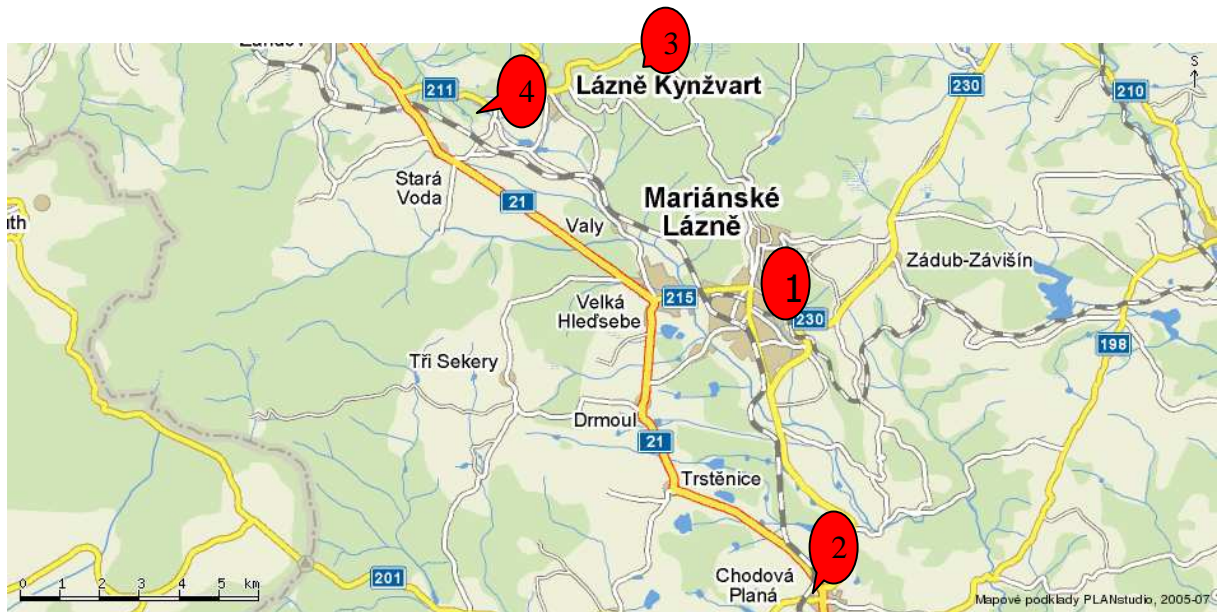 3
Žandov
4
211
Lázně Kynžvart
230
210
S
Stará
Voda
21
Valy
Mariánské
Lázně
Zádub-Závišín
1
215
230
Velká
Hleďsebe
198
Tři Sekery
Drmoul
21
Trstěnice
2
Chodová
Planá
201
0 1 2 3 4 5 km
Mapové podklady PLANstudio, 2005-07